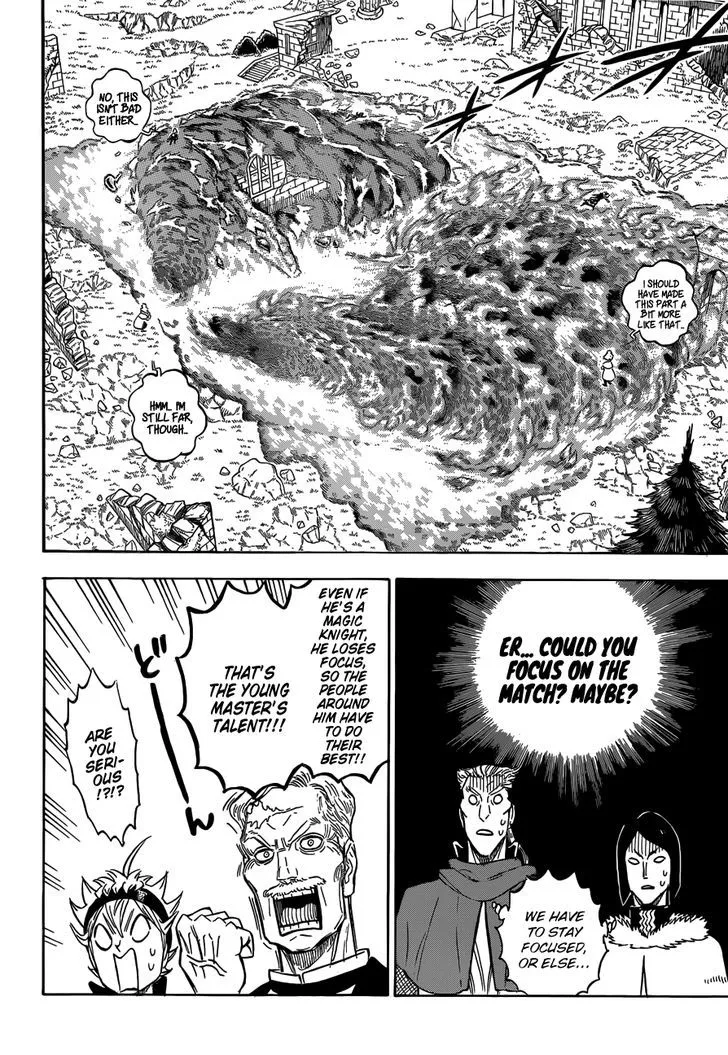 I SHOULD
HAVE MADE
THIS PART A
BIT MORE
LIKE THAT..
NO, THIS
ISN'T BAD
EITHER..
HMM.. I'M
STILL FAR,
THOUGH..
ER... COULD YOU
FOCUS ON THE
MATCH? MAYBE?
WE HAVE
TO STAY
FOCUSED,
OR ELSE...
EVEN IF
HE'S A
MAGIC
KNIGHT,
HE LOSES
FOCUS,
SO THE
PEOPLE
AROUND
HIM HAVE
TO DO
THEIR
BEST!!
THAT'S
THE YOUNG
MASTER'S
TALENT!!!
どーん
ARE
YOU
SERI-
OUS
!?!?